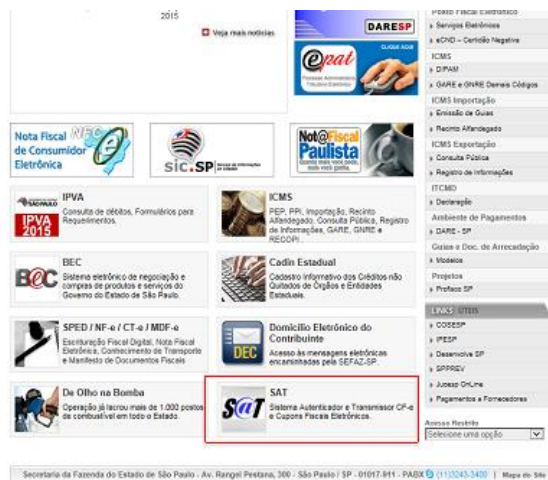 2015
Veja mais notícias.
DARESP
CLIQUE AQUI
epat
Processo Administrativo
Tributário Eletrônico
Nota Fiscal
de Consumidor
Eletrônica
NFC
sic.SP
Not@Fiscal
Paulista
IPVA
Consulta de débitos, Formulários para
Requerimentos.
IPVA
2015
ICMS
PEP, PPI, Importação, Recinto
Alfandegado, Consulta Pública, Registro
de Informações, GARE, GNRE e
RECOPI.
BEC
BEC
Sistema eletrônico de negociação e
compras de produtos e serviços do
Governo do Estado de São Paulo.
Cadin Estadual
Cadastro Informativo dos Créditos não
Quitados de Órgãos e Entidades
Estaduais.
SPED / NF-e / CT-e / MDF-e
Escrituração Fiscal Digital, Nota Fiscal
Eletrônica, Conhecimento de Transporte
e Manifesto de Documentos Fiscais
DEC
Domicílio Eletrônico do
Contribuinte
Acesso às mensagens eletrônicas
encaminhadas pela SEFAZ-SP.
De Olho na Bomba
Operação já lacrou mais de 1.000 postos
de combustível em todo o Estado.
S@T
SAT
Sistema Autenticador e Transmissor CF-e
e Cupons Fiscais Eletrônicos.
Posto Fiscal Eletrônico
Serviços Eletrônicos
eCND – Certidão Negativa
ICMS
DIPAM
GARE e GNRE Demais Códigos
ICMS Importação
Emissão de Guias
Recinto Alfandegado
ICMS Exportação
Consulta Pública
Registro de Informações
ITCMD
Declaração
Ambiente de Pagamentos
DARE - SP
Guias e Doc. de Arrecadação
Modelos
Projetos
Profisco SP
LINKS ÚTEIS
COSESP
IPESP
Desenvolve SP
SPPREV
Jucesp OnLine
Pagamentos a Fornecedores
Acesso Restrito
Selecione uma opção
Secretaria da Fazenda do Estado de São Paulo - Av. Rangel Pestana, 300 - São Paulo / SP - 01017-911 - PABX (11)3243-3400 | Mapa do Site